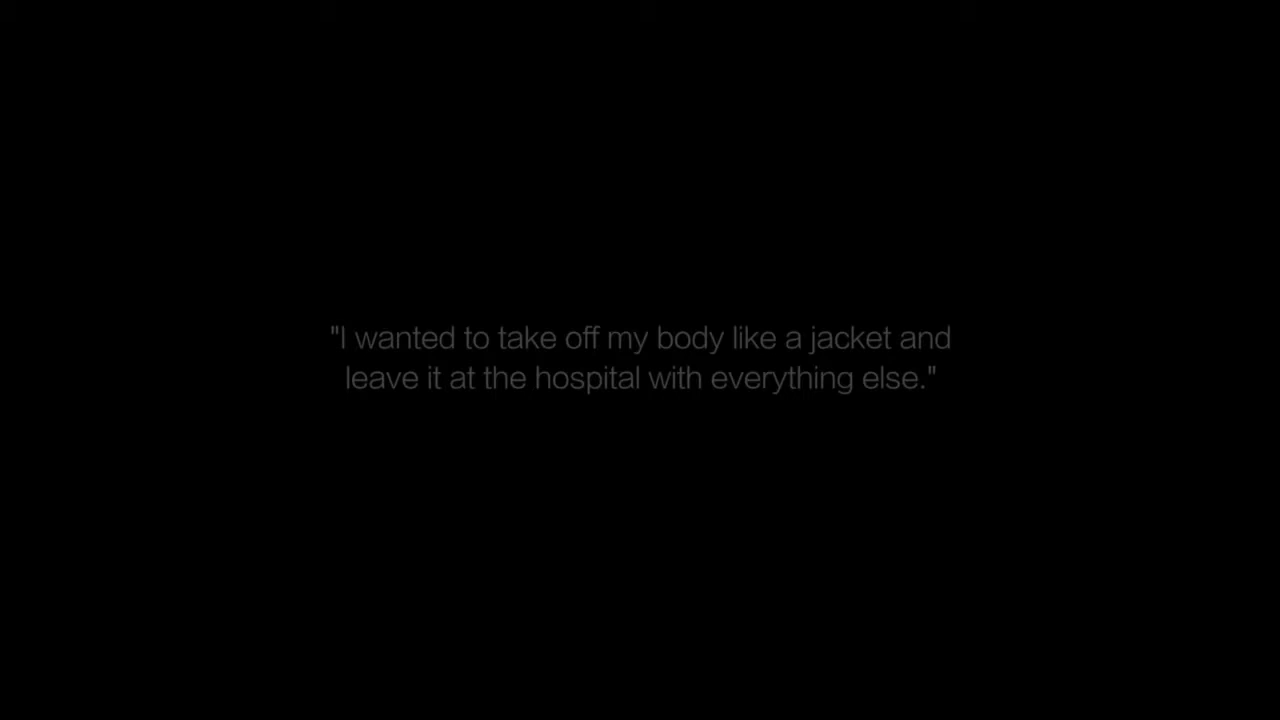 "I wanted to take off my body like a jacket and
leave it at the hospital with everything else."